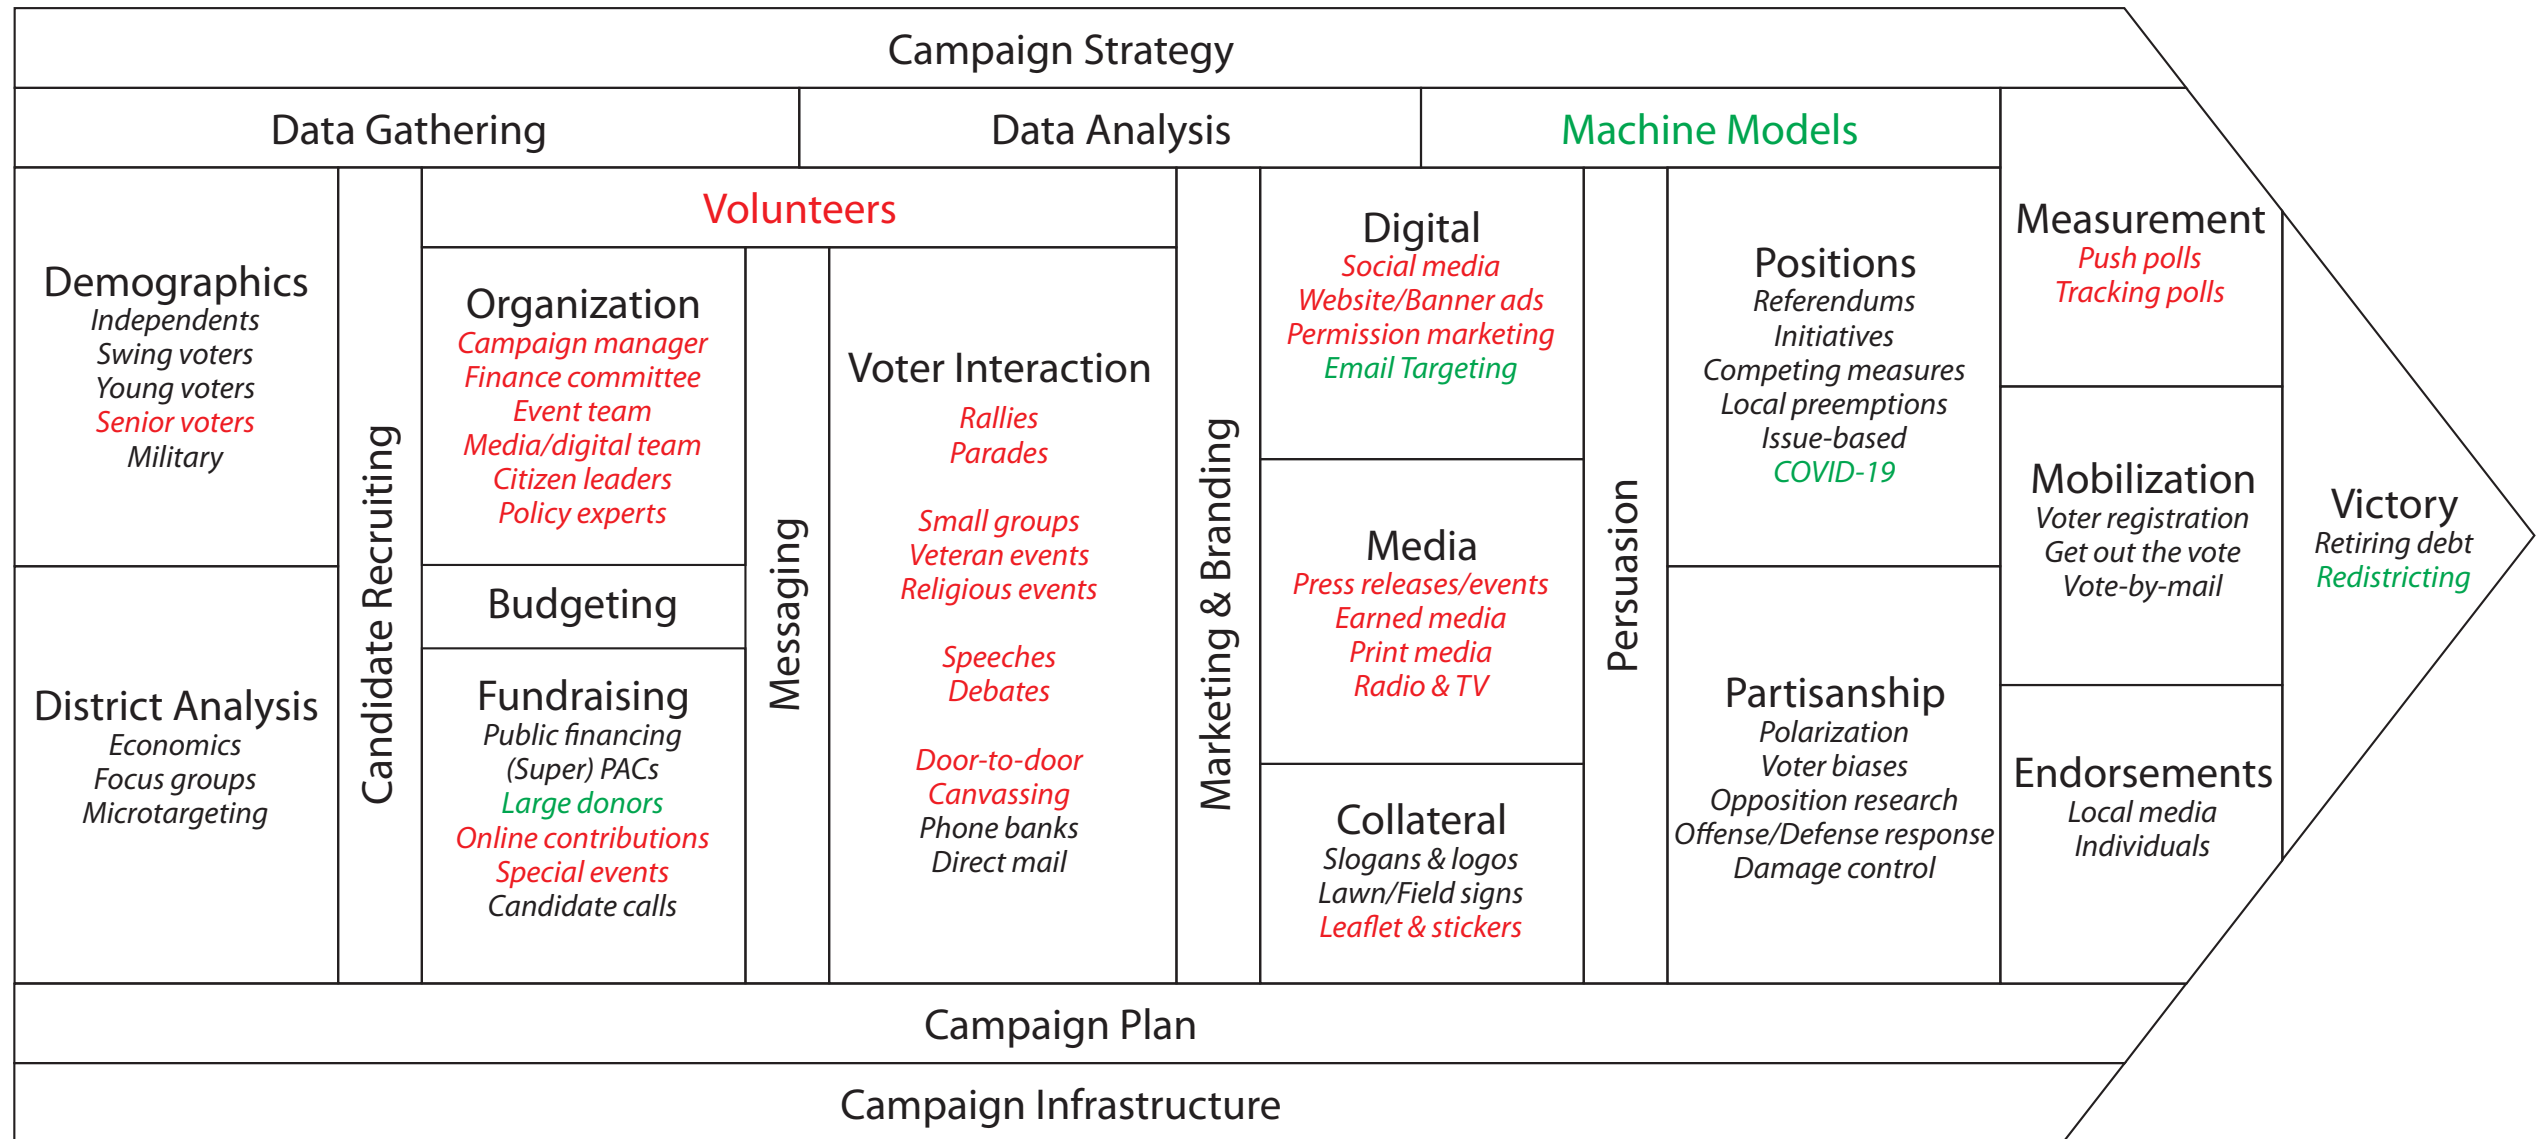 Campaign Strategy
Data Gathering
Data Analysis
Machine Models
Demographics
Independents
Swing voters
Young voters
Senior voters
Military
District Analysis
Economics
Focus groups
Microtargeting
Candidate Recruiting
Volunteers
Organization
Campaign manager
Finance committee
Event team
Media/digital team
Citizen leaders
Policy experts
Budgeting
Fundraising
Public financing
(Super) PACs
Large donors
Online contributions
Special events
Candidate calls
Messaging
Voter Interaction
Rallies
Parades
Small groups
Veteran events
Religious events
Speeches
Debates
Door-to-door
Canvassing
Phone banks
Direct mail
Marketing & Branding
Digital
Social media
Website/Banner ads
Permission marketing
Email Targeting
Media
Press releases/events
Earned media
Print media
Radio & TV
Collateral
Slogans & logos
Lawn/Field signs
Leaflet & stickers
Persuasion
Positions
Referendums
Initiatives
Competing measures
Local preemptions
Issue-based
COVID-19
Partisanship
Polarization
Voter biases
Opposition research
Offense/Defense response
Damage control
Measurement
Push polls
Tracking polls
Mobilization
Voter registration
Get out the vote
Vote-by-mail
Endorsements
Local media
Individuals
Victory
Retiring debt
Redistricting
Campaign Plan
Campaign Infrastructure